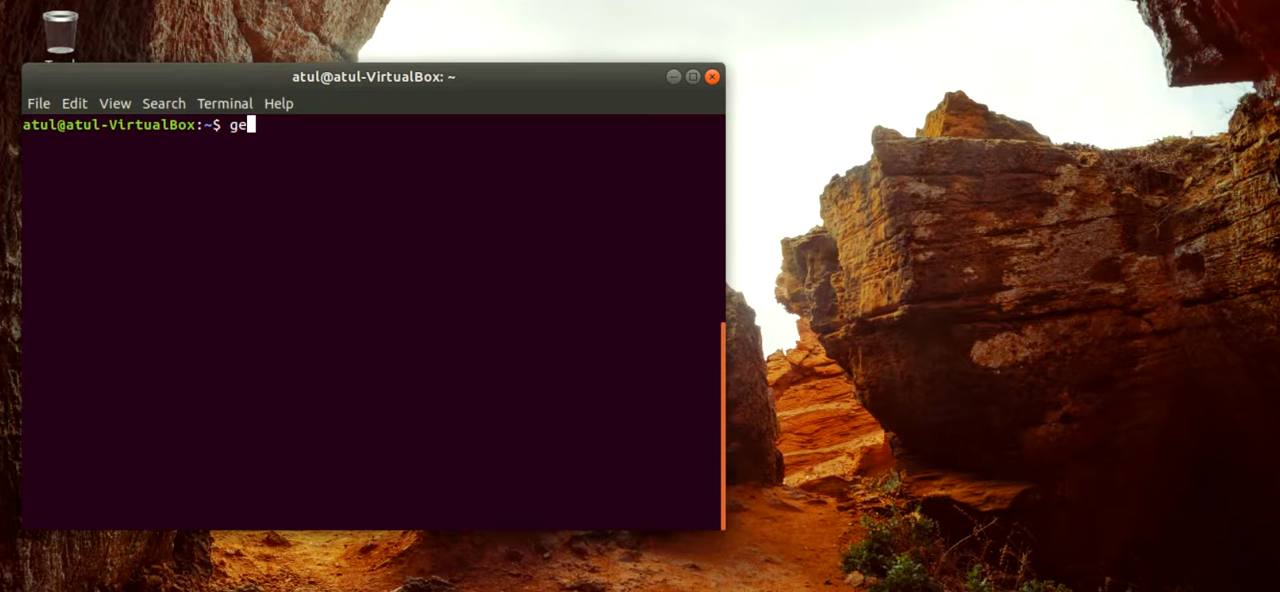 atul@atul-VirtualBox: ~
File Edit View Search Terminal Help
atul@atul-VirtualBox:~$ ge